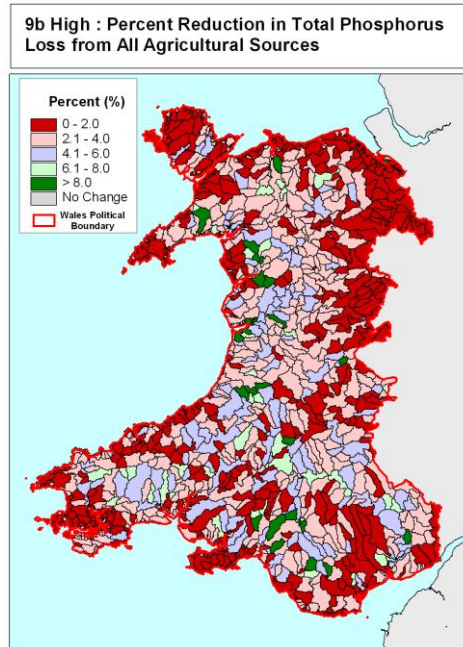 9b High : Percent Reduction in Total Phosphorus
Loss from All Agricultural Sources
Percent (%)
0 - 2.0
2.1 - 4.0
4.1 - 6.0
6.1 - 8.0
> 8.0
No Change
Wales Political
Boundary